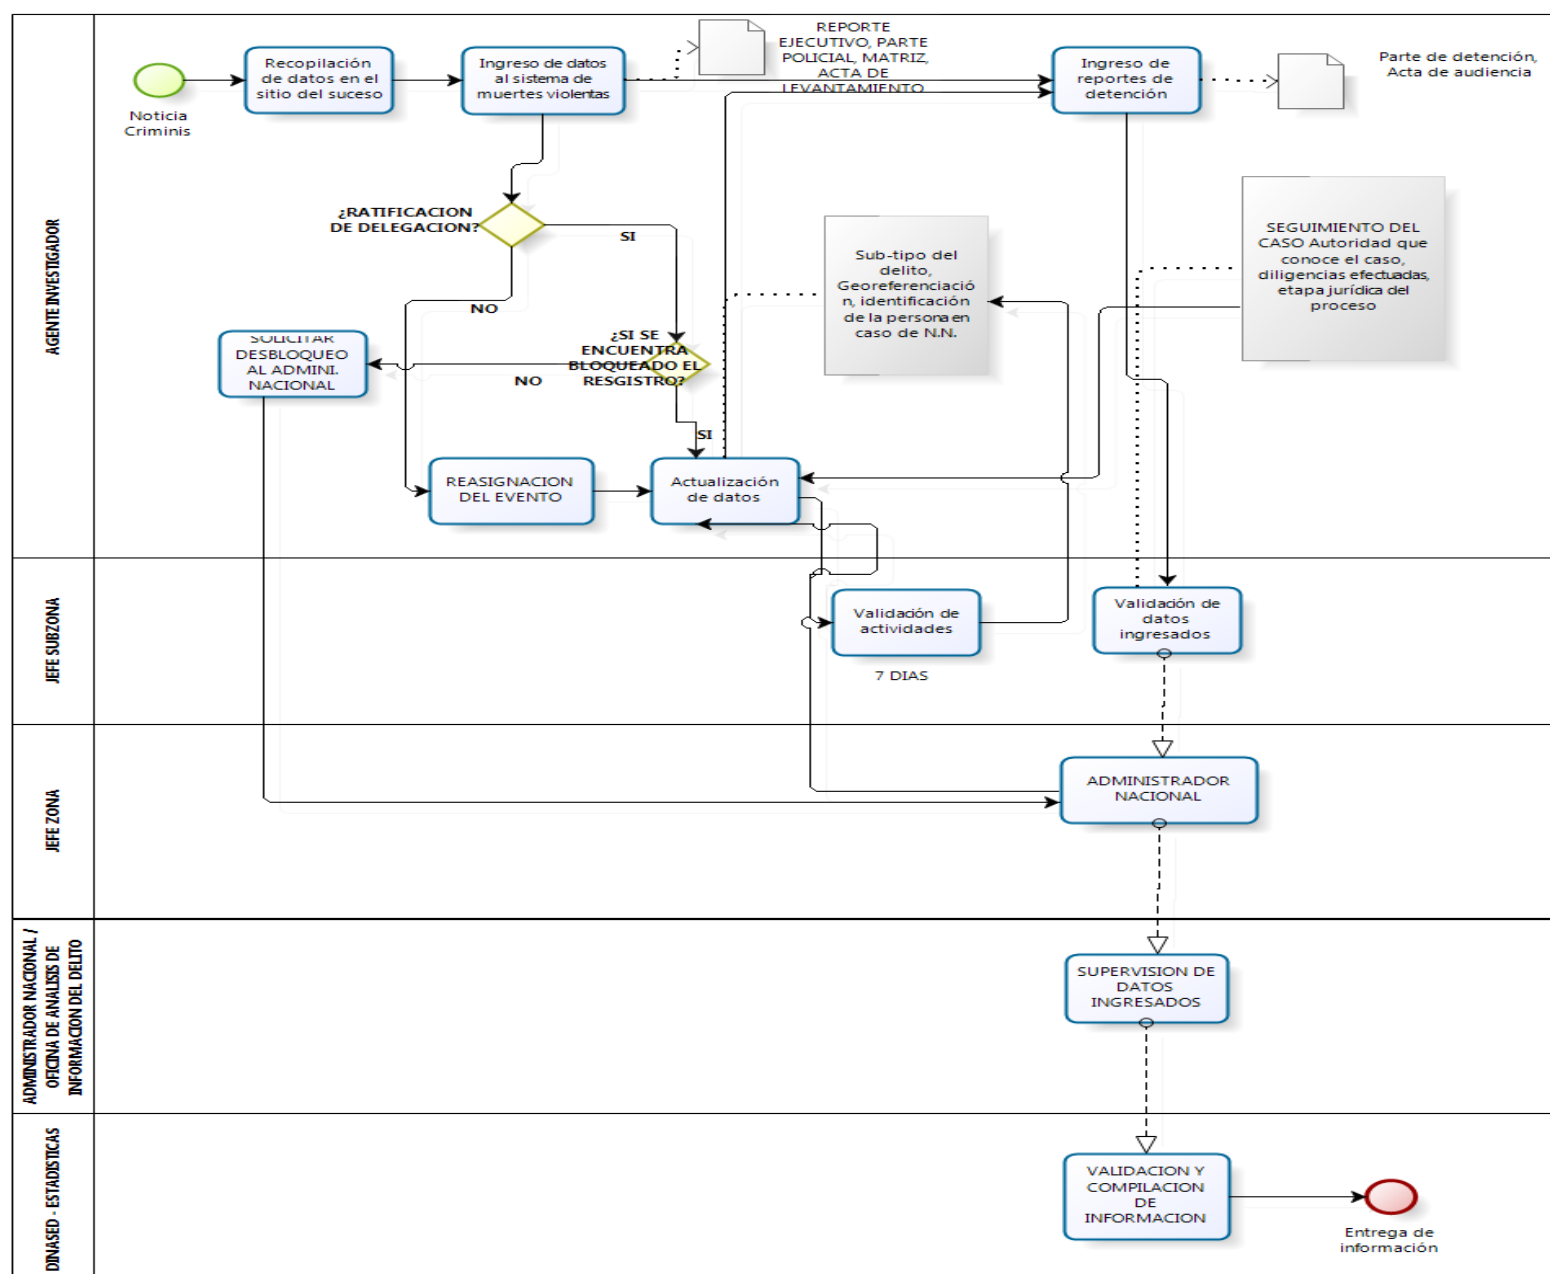 AGENTE INVESTIGADOR
Noticia
Criminis
Recopilación
de datos en el
sitio del suceso
Ingreso de datos
al sistema de
muertes violentas
REPORTE
EJECUTIVO, PARTE
POLICIAL, MATRIZ,
ACTA DE
LEVANTAMIENTO
Ingreso de
reportes de
detención
Parte de detención,
Acta de audiencia
¿RATIFICACION
DE DELEGACION?
SI
NO
Sub-tipo del
delito,
Georeferenciació
n, identificación
de la persona en
caso de N.N.
SEGUIMIENTO DEL
CASO Autoridad que
conoce el caso,
diligencias efectuadas,
etapa jurídica del
proceso
SOLICITAR
DESBLOQUEO
AL ADMINI.
NACIONAL
¿SI SE
ENCUENTRA
BLOQUEADO EL
RESGISTRO?
NO
SI
REASIGNACION
DEL EVENTO
Actualización
de datos
JEFE SUBZONA
Validación de
actividades
7 DIAS
Validación de
datos
ingresados
JEFE ZONA
ADMINISTRADOR
NACIONAL
ADMINISTRADOR NACIONAL /
OFICINA DE ANALISIS DE
INFORMACION DEL DELITO
SUPERVISION DE
DATOS
INGRESADOS
DINASED - ESTADISTICAS
VALIDACION Y
COMPILACION
DE
INFORMACION
Entrega de
información